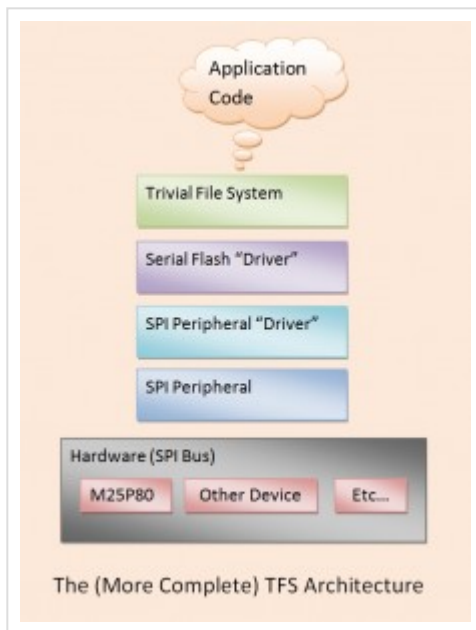 Application
Code
Trivial File System
Serial Flash “Driver”
SPI Peripheral “Driver”
SPI Peripheral
Hardware (SPI Bus)
M25P80 Other Device Etc...
The (More Complete) TFS Architecture